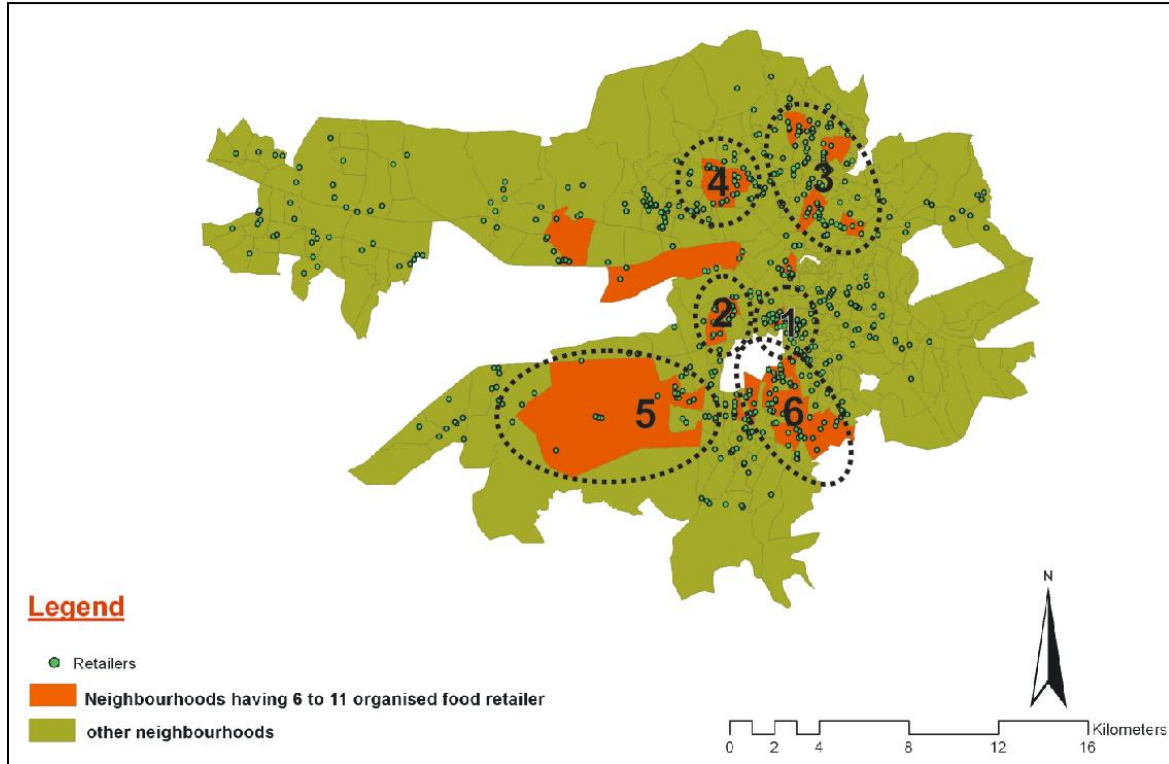 3
4
2
1
5
6
N
Legend
Retailers
Neighbourhoods having 6 to 11 organised food retailer
other neighbourhoods
Kilometers
0 2 4 8 12 16